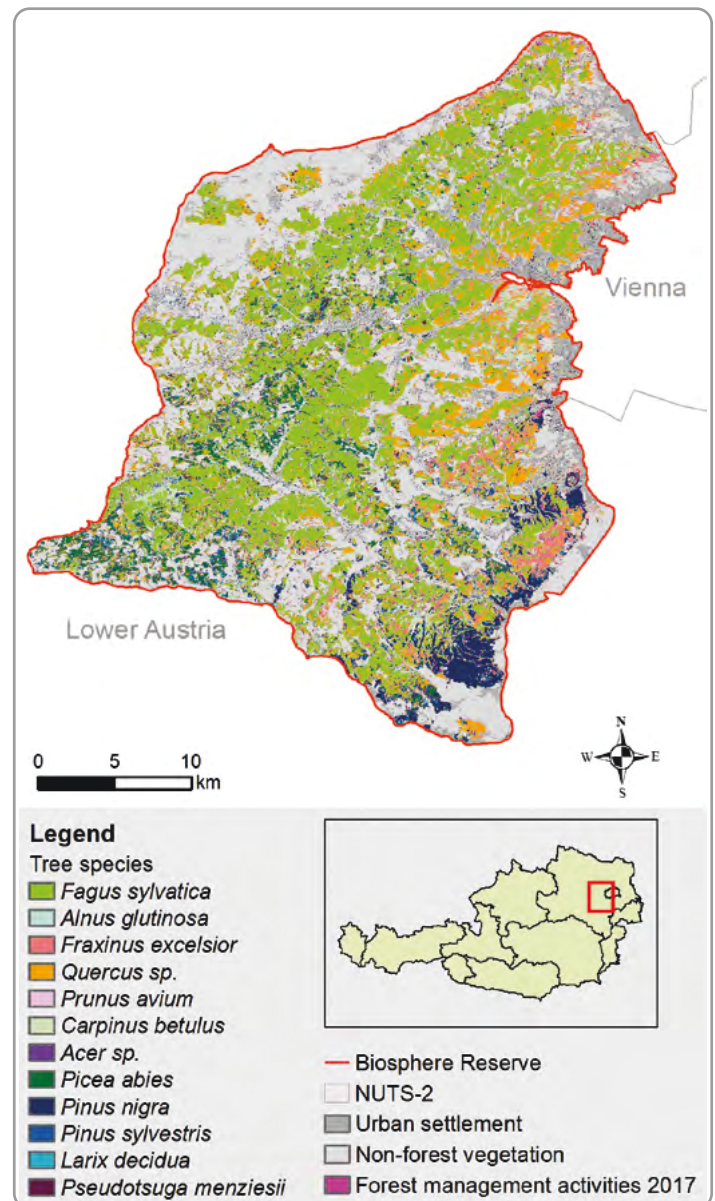 Vienna
Lower Austria
N
W E
S
0 5 10
km
Legend
Tree species
Fagus sylvatica
Alnus glutinosa
Fraxinus excelsior
Quercus sp.
Prunus avium
Carpinus betulus
Acer sp.
Picea abies
Pinus nigra
Pinus sylvestris
Larix decidua
Pseudotsuga menziesii
Biosphere Reserve
NUTS-2
Urban settlement
Non-forest vegetation
Forest management activities 2017